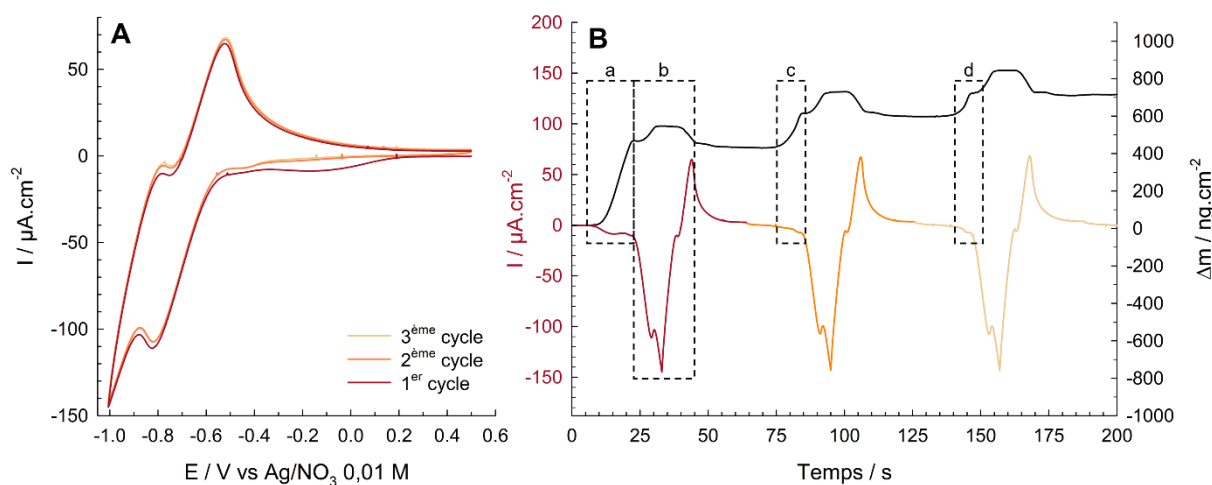 A
I / µA.cm-2
50
0
-50
-100
-150
-1.0 -0.8 -0.6 -0.4 -0.2 0.0 0.2 0.4 0.6
E / V vs Ag/NO3 0,01 M
3ème cycle
2ème cycle
1er cycle
B
a b c d
I / µA.cm-2
200
150
100
50
0
-50
-100
-150
0 25 50 75 100 125 150 175 200
Temps / s
1000
800
600
400
200
0
-200
-400
-600
-800
-1000
Δm / ng.cm-2